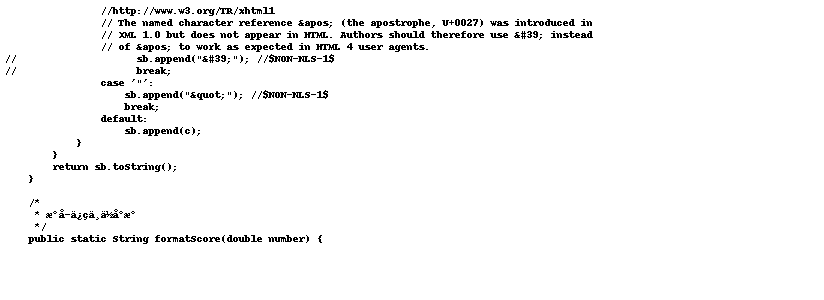 //http://www.w3.org/TR/xhtml1
// The named character reference &apos; (the apostrophe, U+0027) was introduced in
// XML 1.0 but does not appear in HTML. Authors should therefore use &#39; instead
// of &apos; to work as expected in HTML 4 user agents.
// sb.append("&#39;"); //$NON-NLS-1$
// break;
case '"':
sb.append("&quot;"); //$NON-NLS-1$
break;
default:
sb.append(c);
}
}
return sb.toString();
}
/*
* æ°å­—ä¿ç•ä¸¤ä½å°æ°
*/
public static String formatScore(double number) {